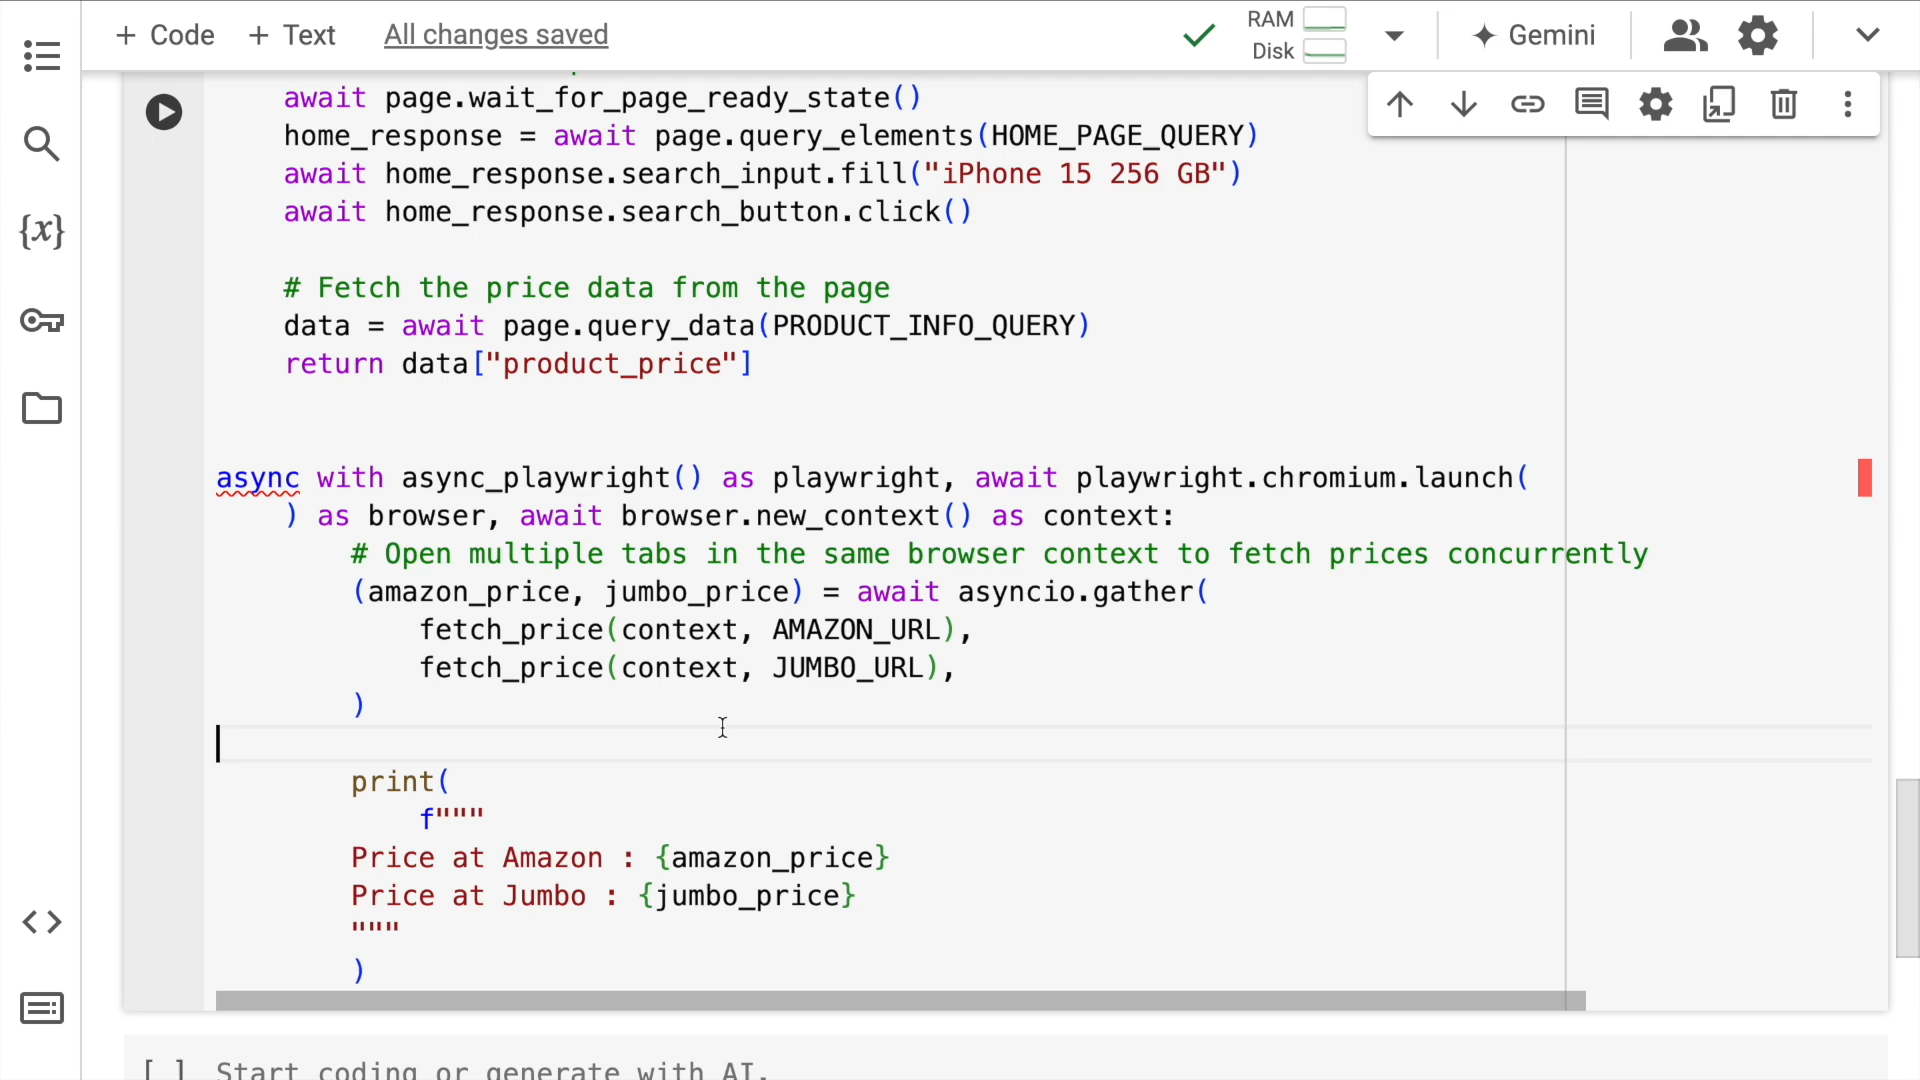 + Code + Text All changes saved RAM Disk Gemini
{x}
await page.wait_for_page_ready_state()
home_response = await page.query_elements(HOME_PAGE_QUERY)
await home_response.search_input.fill("iPhone 15 256 GB")
await home_response.search_button.click()
# Fetch the price data from the page
data = await page.query_data(PRODUCT_INFO_QUERY)
return data["product_price"]
async with async_playwright() as playwright, await playwright.chromium.launch(
) as browser, await browser.new_context() as context:
# Open multiple tabs in the same browser context to fetch prices concurrently
(amazon_price, jumbo_price) = await asyncio.gather(
fetch_price(context, AMAZON_URL),
fetch_price(context, JUMBO_URL),
)
print(
f"""
Price at Amazon : {amazon_price}
Price at Jumbo : {jumbo_price}
"""
)
[ ] Start coding or generate with AI.